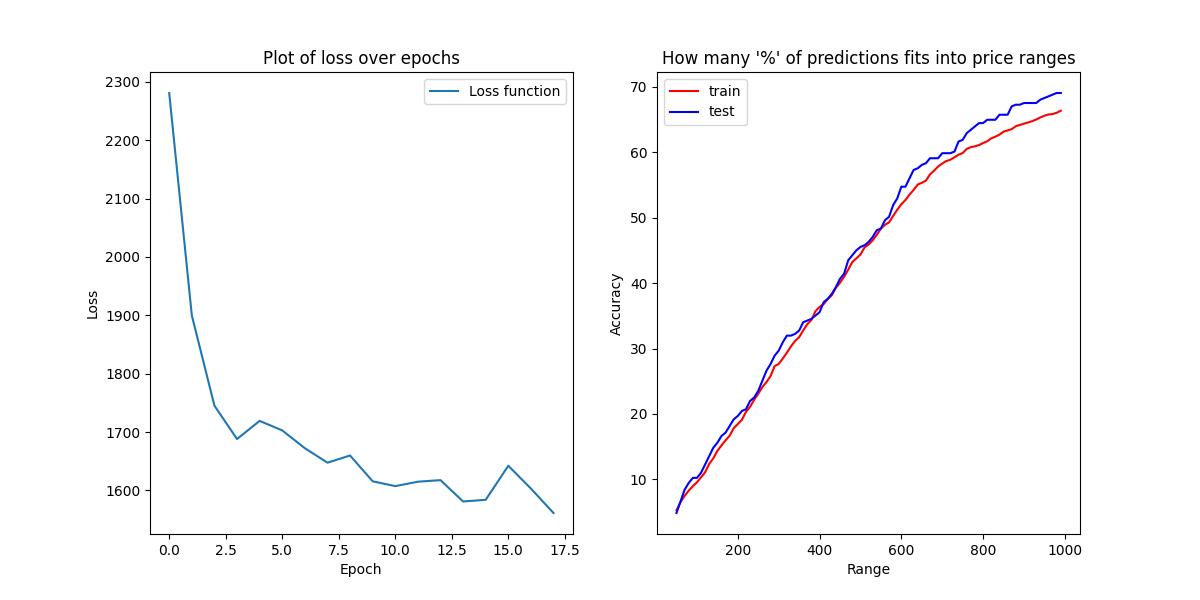 Plot of loss over epochs
2300
2200
2100
2000
1900
1800
1700
1600
Loss
0.0 2.5 5.0 7.5 10.0 12.5 15.0 17.5
Epoch
Loss function
How many '%' of predictions fits into price ranges
70
60
50
40
30
20
10
Accuracy
200 400 600 800 1000
Range
train
test